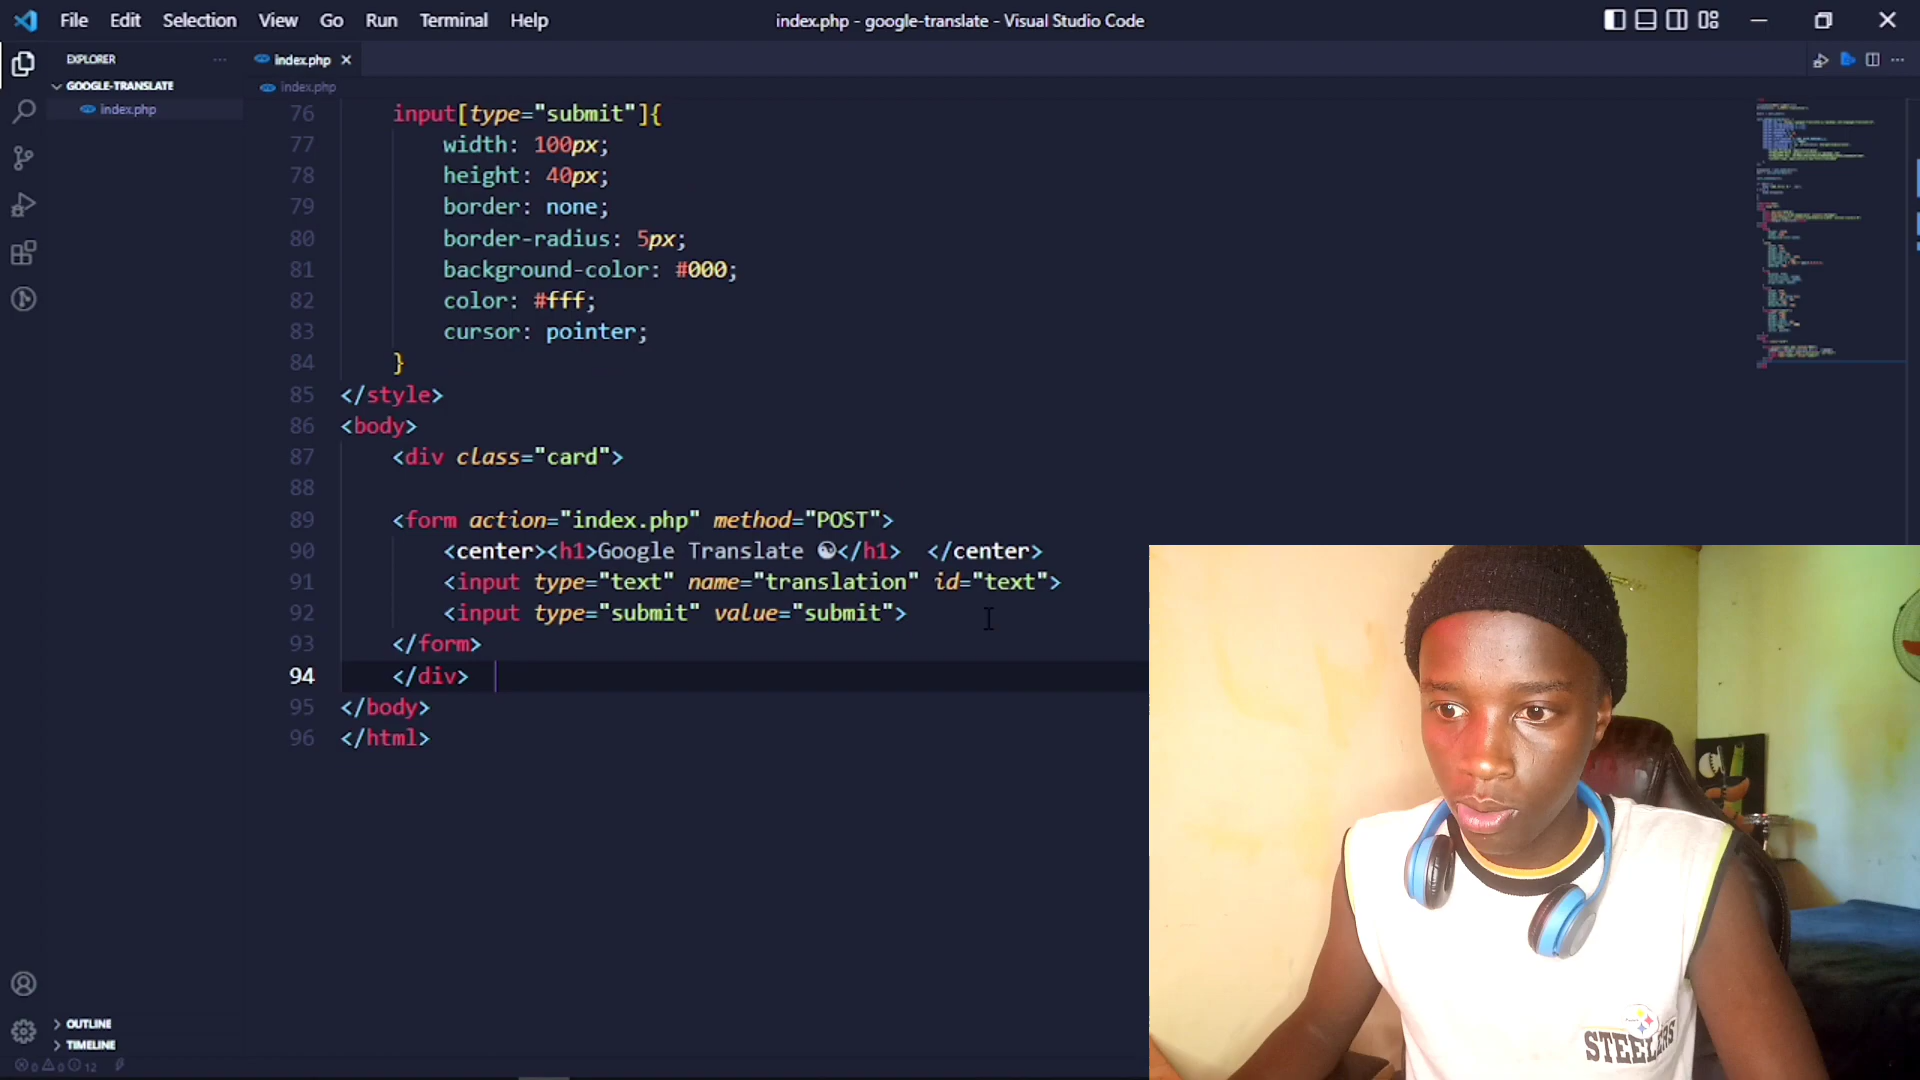 File Edit Selection View Go Run Terminal Help
index.php - google-translate - Visual Studio Code
EXPLORER
index.php
GOOGLE-TRANSLATE
index.php
index.php
76 input[type="submit"]{
77 width: 100px;
78 height: 40px;
79 border: none;
80 border-radius: 5px;
81 background-color: #000;
82 color: #fff;
83 cursor: pointer;
84 }
85 </style>
86 <body>
87 <div class="card">
88
89 <form action="index.php" method="POST">
90 <center><h1>Google Translate ☯</h1> </center>
91 <input type="text" name="translation" id="text">
92 <input type="submit" value="submit">
93 </form>
94 </div>
95 </body>
96 </html>
OUTLINE
TIMELINE
0 0 12
STEELERS